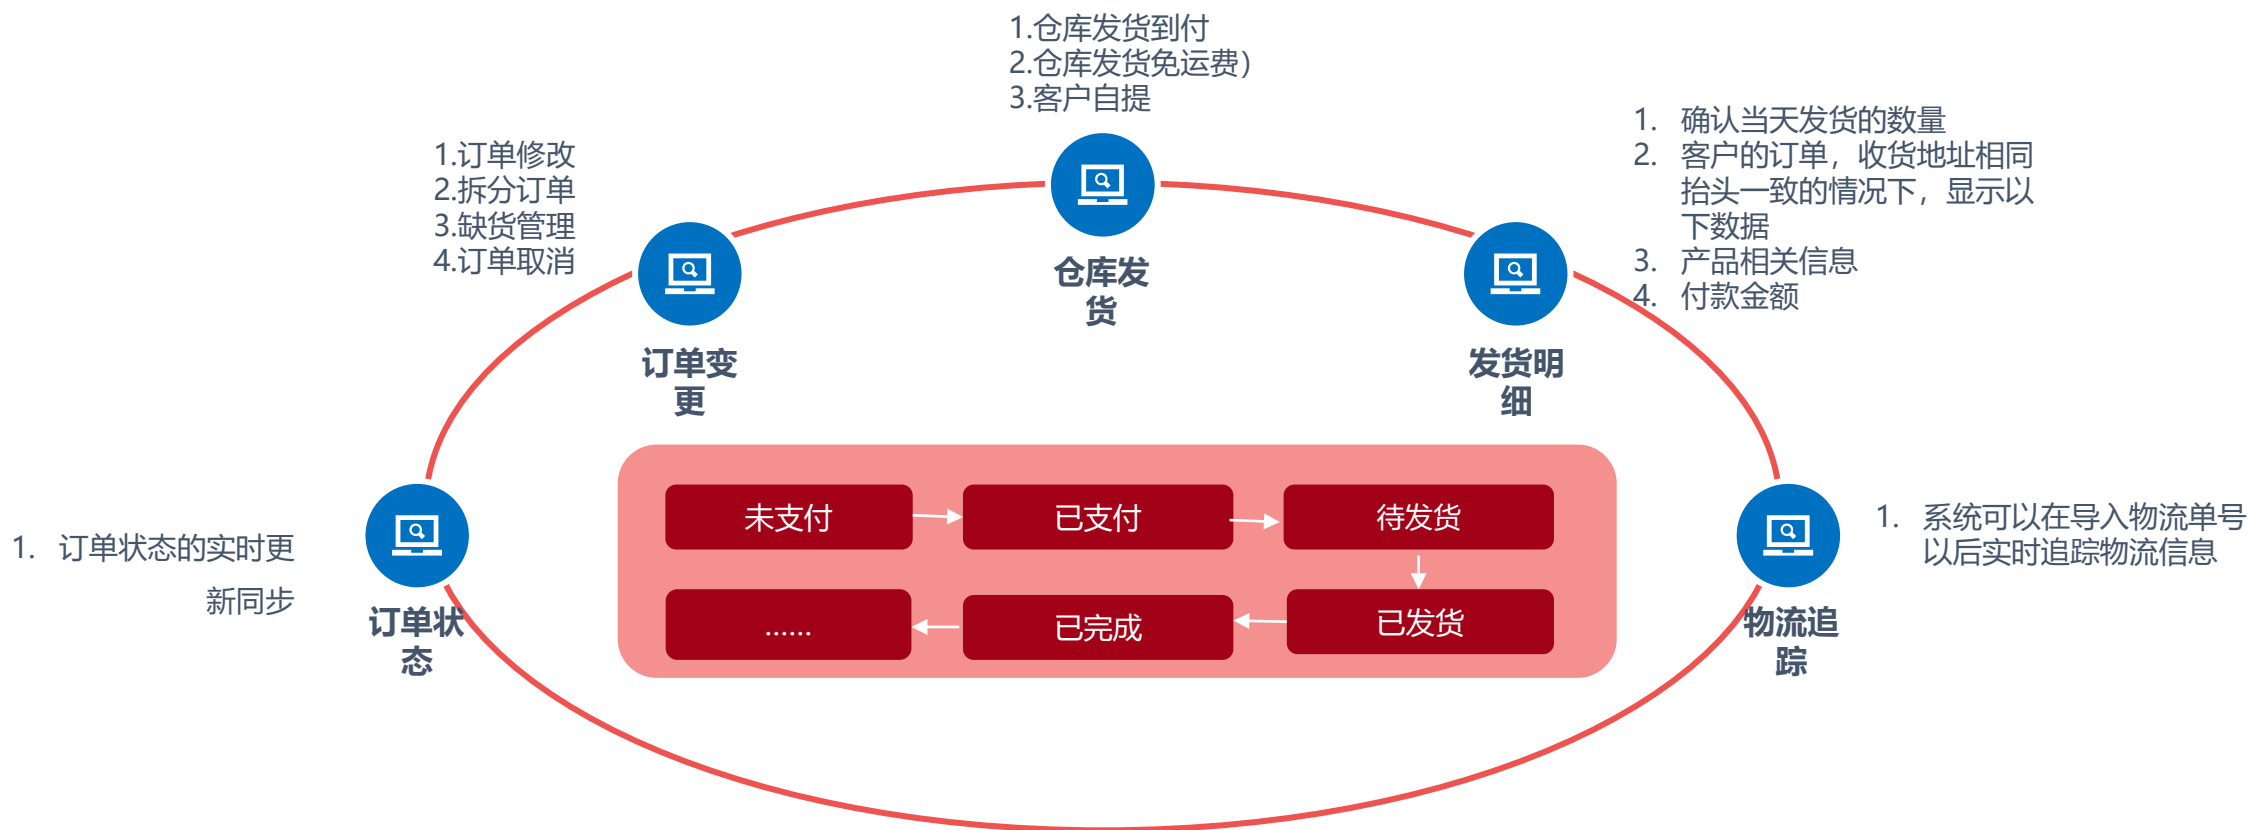 1.仓库发货到付
2.仓库发货免运费）
3.客户自提
仓库发
货
1.订单修改
2.拆分订单
3.缺货管理
4.订单取消
订单变
更
1. 确认当天发货的数量
2. 客户的订单，收货地址相同
抬头一致的情况下，显示以
下数据
3. 产品相关信息
4. 付款金额
发货明
细
1. 订单状态的实时更
新同步
订单状
态
未支付
已支付
待发货
......
已完成
已发货
1. 系统可以在导入物流单号
以后实时追踪物流信息
物流追
踪